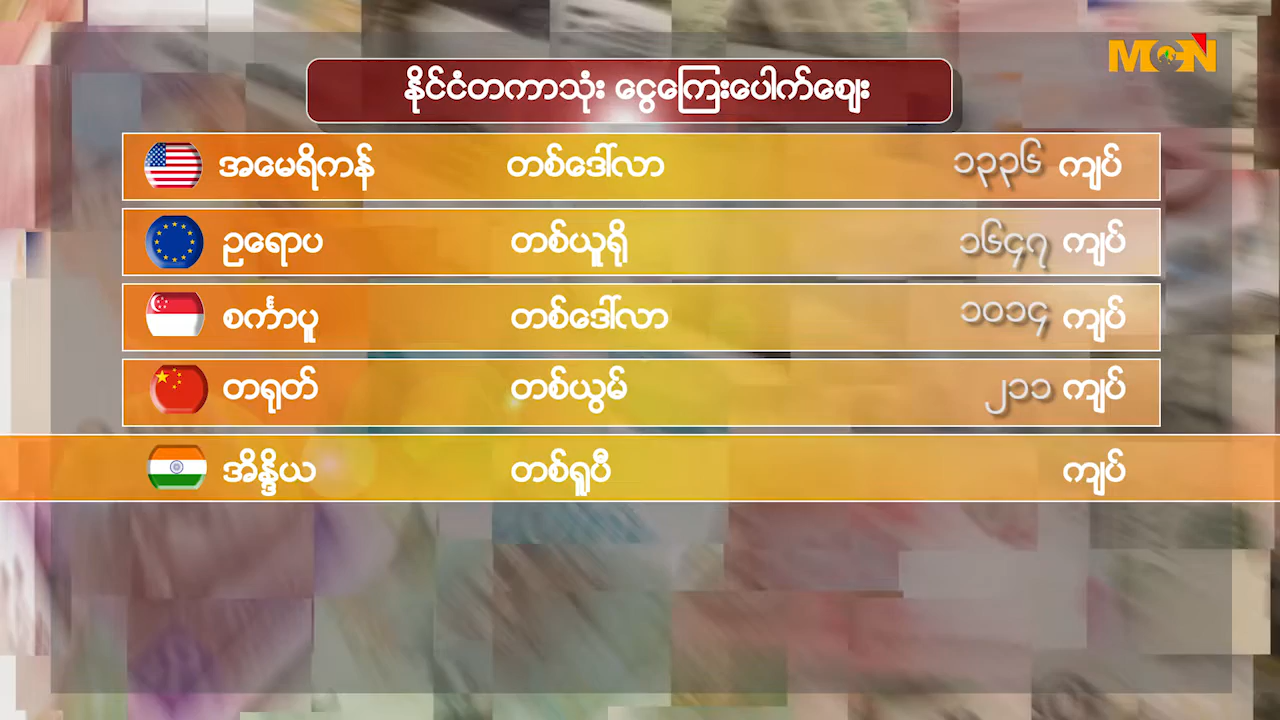 MGN
နိုင်ငံတကာသုံး ငွေကြေးပေါက်ဈေး
အမေရိကန် တစ်ဒေါ်လာ ၁၃၃၆ ကျပ်
ဥရောပ တစ်ယူရို ၁၆၄၇ ကျပ်
စင်္ကာပူ တစ်ဒေါ်လာ ၁၀၁၄ ကျပ်
တရုတ် တစ်ယွမ် ၂၁၁ ကျပ်
အိန္ဒိယ တစ်ရူပီ ကျပ်